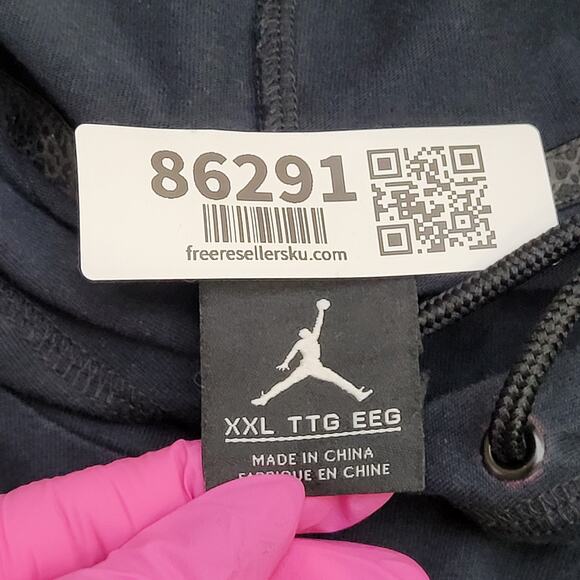 86291
freeresellersku.com
XXL TTG EEG
MADE IN CHINA
FABRIQUE EN CHINE